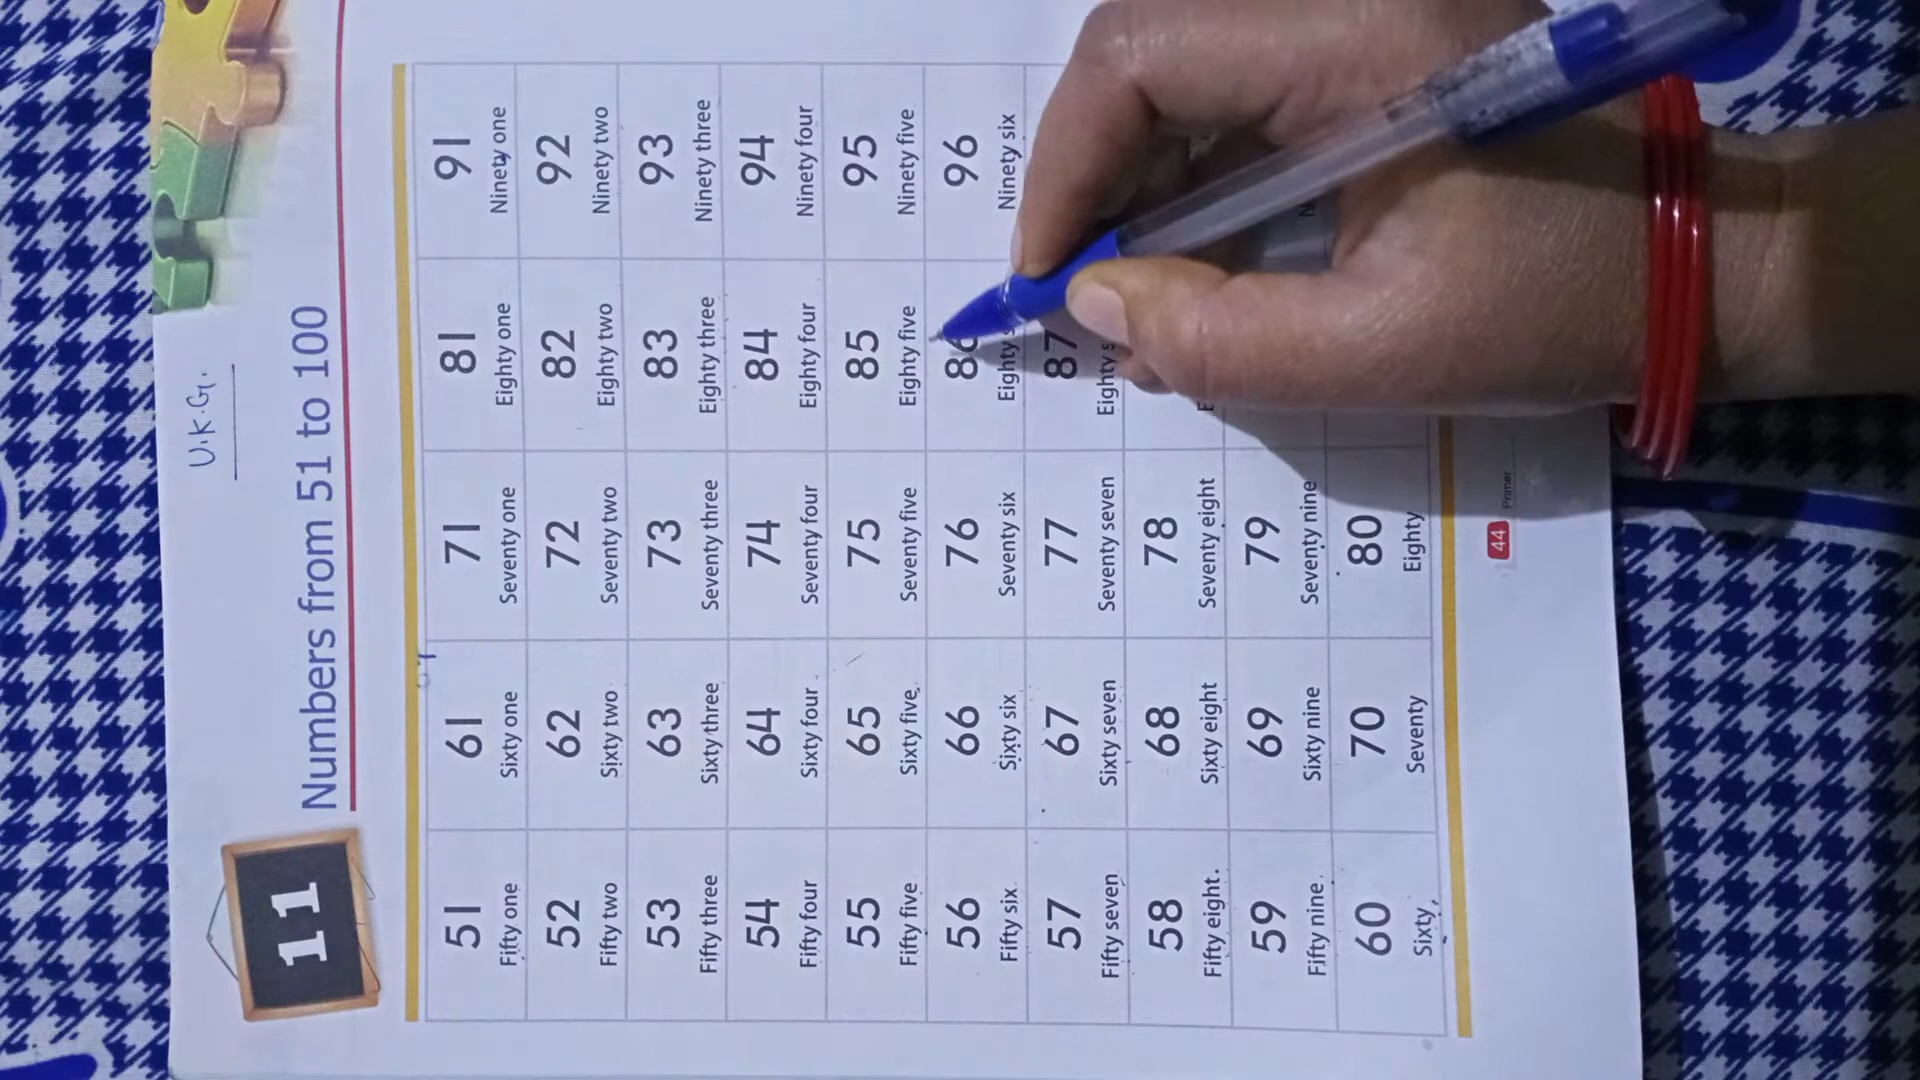 U.K.G.
11
Numbers from 51 to 100
51 61 71 81 91
Fifty one Sixty one Seventy one Eighty one Ninety one
52 62 72 82 92
Fifty two Sixty two Seventy two Eighty two Ninety two
53 63 73 83 93
Fifty three Sixty three Seventy three Eighty three Ninety three
54 64 74 84 94
Fifty four Sixty four Seventy four Eighty four Ninety four
55 65 75 85 95
Fifty five Sixty five Seventy five Eighty five Ninety five
56 66 76 86 96
Fifty six Sixty six Seventy six Eighty Ninety six
57 67 77 87
Fifty seven Sixty seven Seventy seven Eighty
58 68 78
Fifty eight. Sixty eight Seventy eight
59 69 79
Fifty nine Sixty nine Seventy nine
60 70 80
Sixty Seventy Eighty
44 Primer